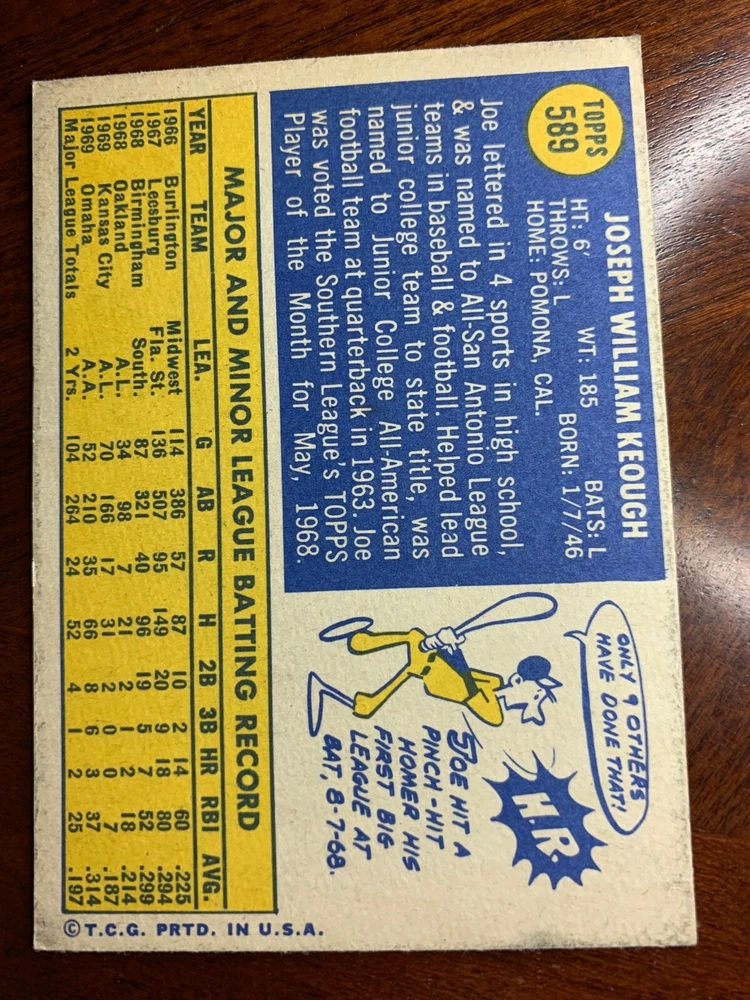 TOPPS
589
JOSEPH WILLIAM KEOUGH
HT: 6' WT: 185 BATS: L
THROWS: L BORN: 1/7/46
HOME: POMONA, CAL.
Joe lettered in 4 sports in high school,
& was named to All-San Antonio League
teams in baseball & football. Helped lead
junior college team to state title, was
named to Junior College All-American
football team at quarterback in 1963. Joe
was voted the Southern League's TOPPS
Player of the Month for May, 1968.
ONLY 9 OTHERS
HAVE DONE THAT!
H.R.
JOE HIT A
PINCH-HIT
HOMER HIS
FIRST BIG
LEAGUE AT
BAT, 8-7-68.
MAJOR AND MINOR LEAGUE BATTING RECORD
YEAR TEAM LEA. G AB R H 2B 3B HR RBI AVG.
1966 Burlington Midwest 114 386 57 87 10 2 14 60 .225
1967 Leesburg Fla. St. 136 507 95 149 20 9 18 80 .294
1968 Birmingham South. 87 321 40 96 19 5 7 52 .299
1968 Oakland A.L. 34 98 7 21 2 1 2 18 .214
1969 Kansas City A.L. 70 166 17 31 2 0 0 7 .187
1969 Omaha A.A. 52 210 35 66 8 6 3 37 .314
Major League Totals 2 Yrs. 104 264 24 52 4 1 2 25 .197
©T.C.G. PRTD. IN U.S.A.